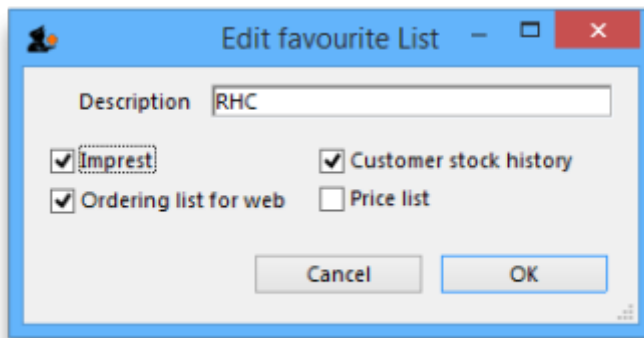 Edit favourite List
Description RHC
Imprest Customer stock history
Ordering list for web Price list
Cancel OK